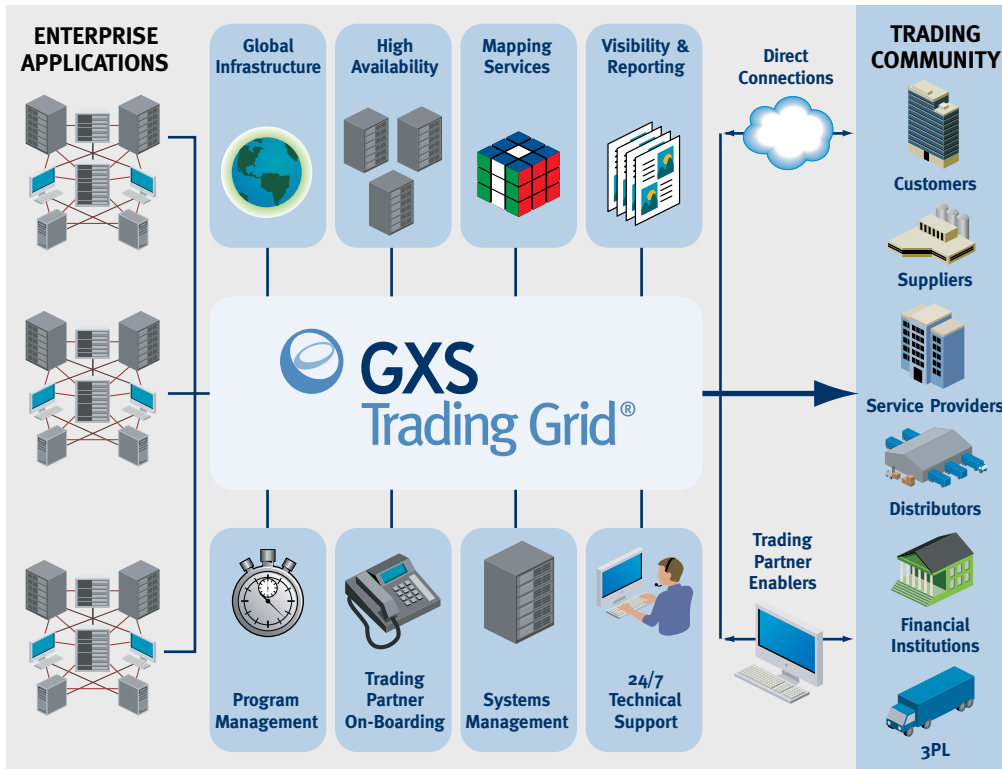 ENTERPRISE
APPLICATIONS
Global
Infrastructure
High
Availability
Mapping
Services
Visibility &
Reporting
Direct
Connections
TRADING
COMMUNITY
Customers
Suppliers
Service Providers
Distributors
Financial
Institutions
3PL
GXS
Trading Grid®
Program
Management
Trading
Partner
On-Boarding
Systems
Management
24/7
Technical
Support
Trading
Partner
Enablers